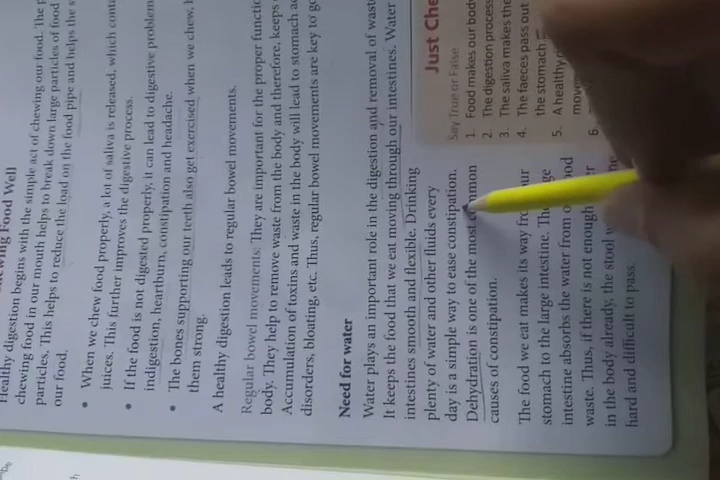 Chewing Food Well
Healthy digestion begins with the simple act of chewing our food. The
chewing food in our mouth helps to break down large particles of food
particles. This helps to reduce the load on the food pipe and helps the
our food.
• When we chew food properly, a lot of saliva is released, which
juices. This further improves the digestive process.
• If the food is not digested properly, it can lead to digestive problem
indigestion, heartburn, constipation and headache.
• The bones supporting our teeth also get exercised when we chew,
them strong.
A healthy digestion leads to regular bowel movements.
Regular bowel movements: They are important for the proper
body. They help to remove waste from the body and therefore, keeps
Accumulation of toxins and waste in the body will lead to stomach
disorders, bloating, etc. Thus, regular bowel movements are key to
Need for water
Water plays an important role in the digestion and removal of waste
It keeps the food that we eat moving through our intestines. Water
intestines smooth and flexible. Drinking
plenty of water and other fluids every
day is a simple way to ease constipation.
Dehydration is one of the most common
causes of constipation.
The food we eat makes its way from our
stomach to the large intestine. The large
intestine absorbs the water from food
waste. Thus, if there is not enough
in the body already, the stool
hard and difficult to pass.
Just Che
Say True or False
1. Food makes our body
2. The digestion process
3. The saliva makes the
4. The faeces pass out
the stomach
5. A healthy
movem
6